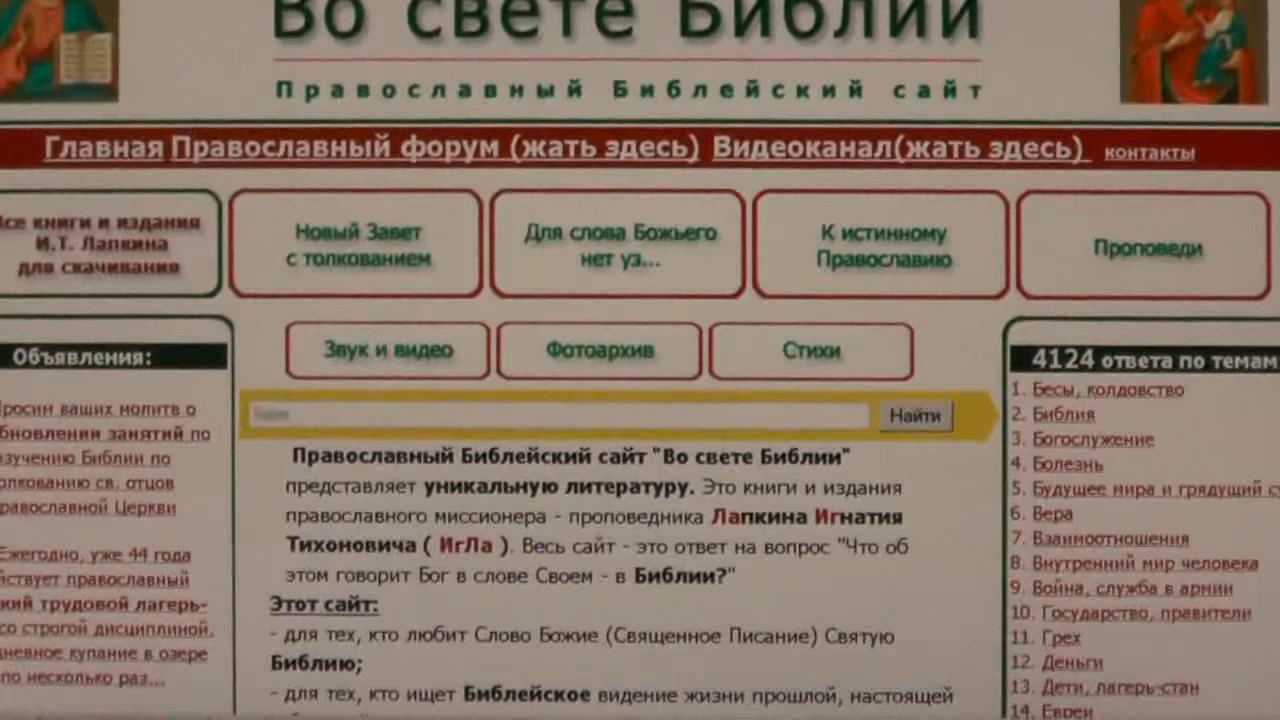 Во свете Библии
Православный Библейский сайт
Главная Православный форум (жать здесь) Видеоканал(жать здесь) контакты
книги и издания
И.Т. Лапкина
для скачивания
Новый Завет
с толкованием
Для слова Божьего
нет уз...
К истинному
Православию
Проповеди
Звук и видео
Фотоархив
Стихи
Объявления:
ваших молитв о
занятий по
Библии по
св. отцов
Церкви
Ежегодно, уже 44 года
православный
трудовой лагерь-
со строгой дисциплиной.
купание в озере
по несколько раз...
Найти
Православный Библейский сайт "Во свете Библии"
представляет уникальную литературу. Это книги и издания
православного миссионера - проповедника Лапкина Игнатия
Тихоновича ( ИгЛа ). Весь сайт - это ответ на вопрос "Что об
этом говорит Бог в слове Своем - в Библии?"
Этот сайт:
- для тех, кто любит Слово Божие (Священное Писание) Святую
Библию;
- для тех, кто ищет Библейское видение жизни прошлой, настоящей
4124 ответа по темам
1. Бесы, колдовство
2. Библия
3. Богослужение
4. Болезнь
5. Будущее мира и грядущий
6. Вера
7. Взаимоотношения
8. Внутренний мир человека
9. Война, служба в армии
10. Государство, правители
11. Грех
12. Деньги
13. Дети, лагерь-стан
14. Евреи